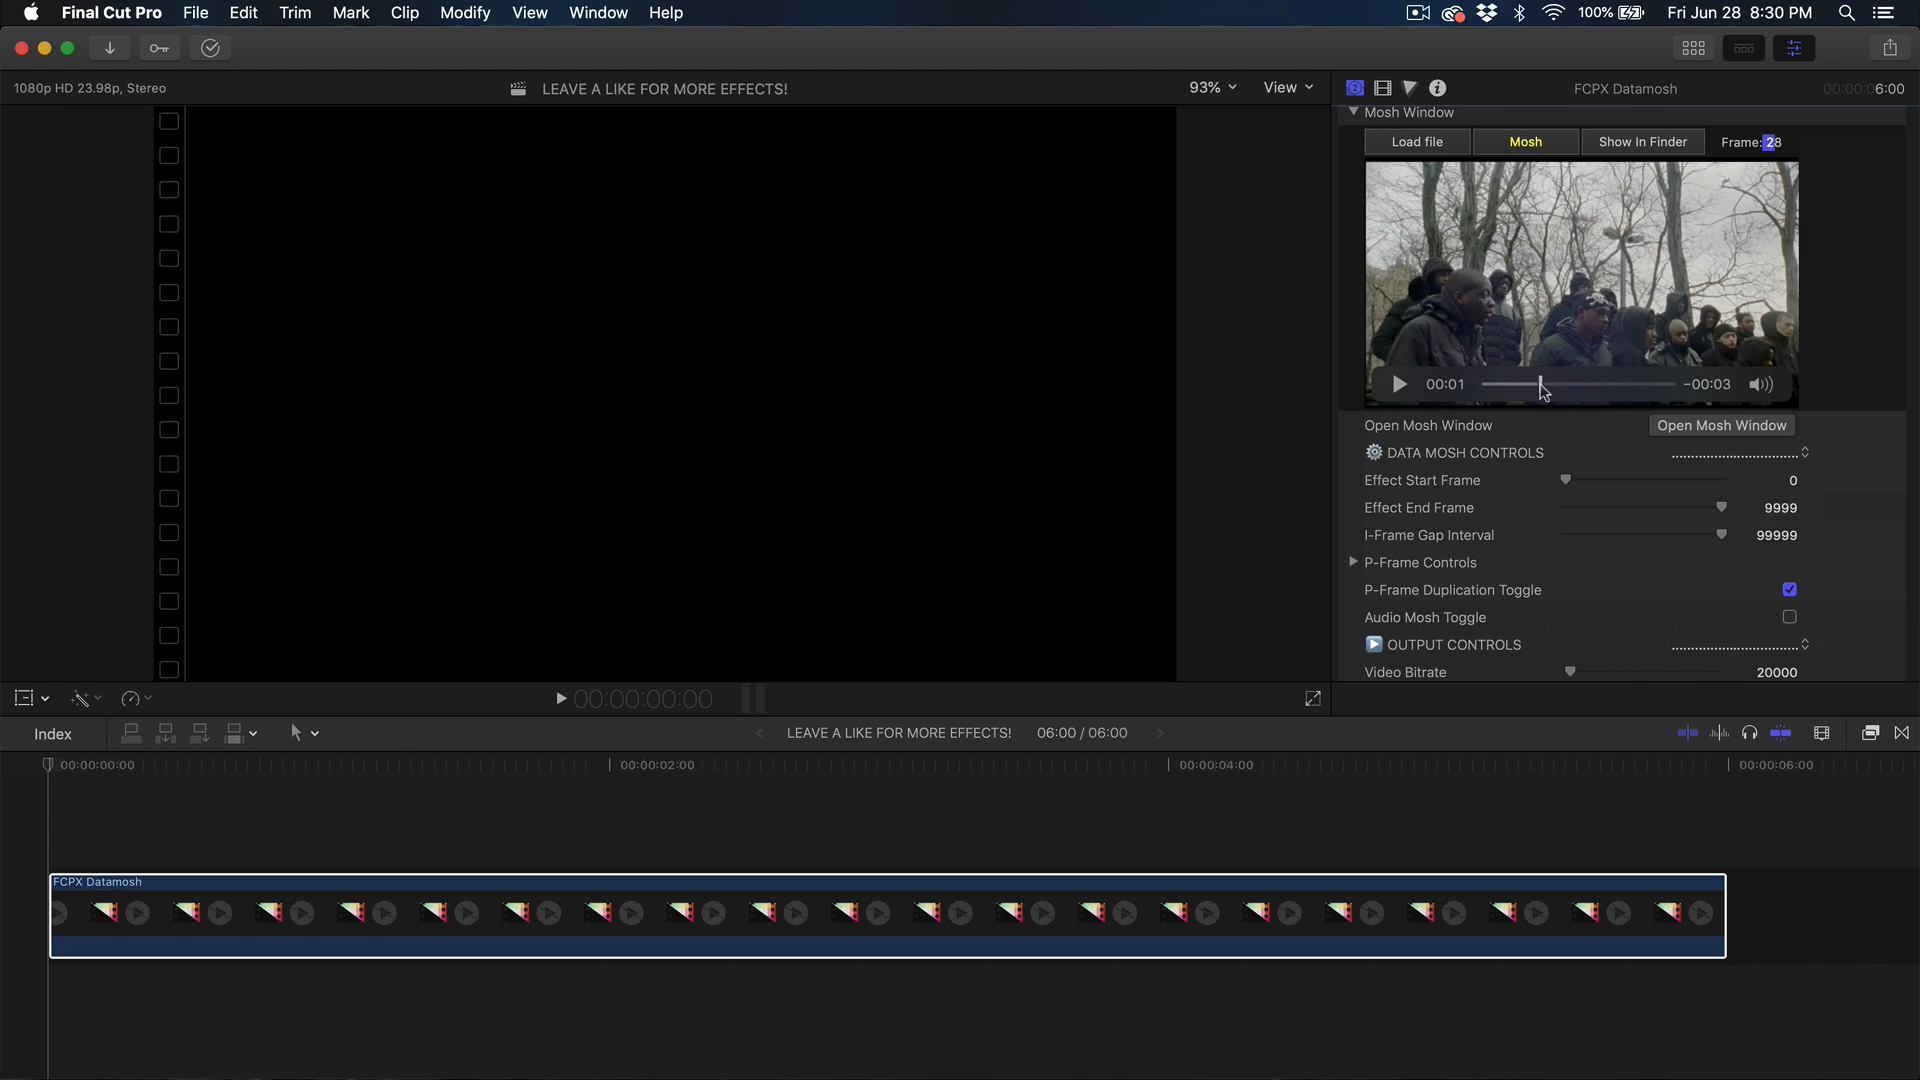 Final Cut Pro File Edit Trim Mark Clip Modify View Window Help 100% Fri Jun 28 8:30 PM
1080p HD 23.98p, Stereo LEAVE A LIKE FOR MORE EFFECTS! 93% View FCPX Datamosh 00:00:06:00
Mosh Window
Load file Mosh Show In Finder Frame: 28
00:01 -00:03
Open Mosh Window Open Mosh Window
DATA MOSH CONTROLS
Effect Start Frame 0
Effect End Frame 9999
I-Frame Gap Interval 99999
P-Frame Controls
P-Frame Duplication Toggle
Audio Mosh Toggle
OUTPUT CONTROLS
Video Bitrate 20000
00:00:00:00
Index LEAVE A LIKE FOR MORE EFFECTS! 06:00 / 06:00
00:00:00:00 00:00:02:00 00:00:04:00 00:00:06:00
FCPX Datamosh